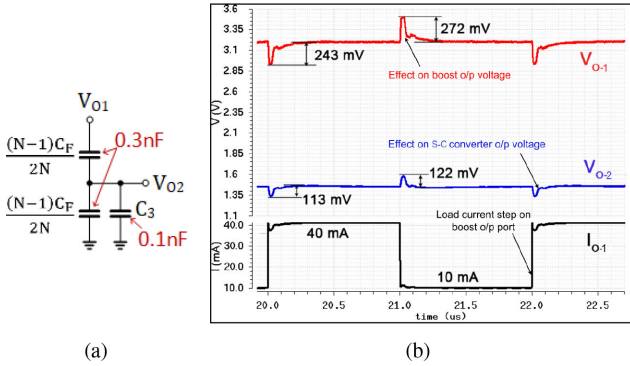 (a)
V_O1
(N−1)C_F
2N
0.3nF
V_O2
(N−1)C_F
2N
C_3
0.1nF
(b)
3.6
3.35
3.1
2.85
2.6
2.35
2.1
1.85
1.6
1.35
1.1
V (V)
243 mV
272 mV
Effect on boost o/p voltage
V_O-1
Effect on S-C converter o/p voltage
V_O-2
122 mV
113 mV
Load current step on
boost o/p port
I_O-1
40 mA
10 mA
40.0
30.0
20.0
10.0
I (mA)
20.0 20.5 21.0 21.5 22.0 22.5
time (us)
(a) (b)